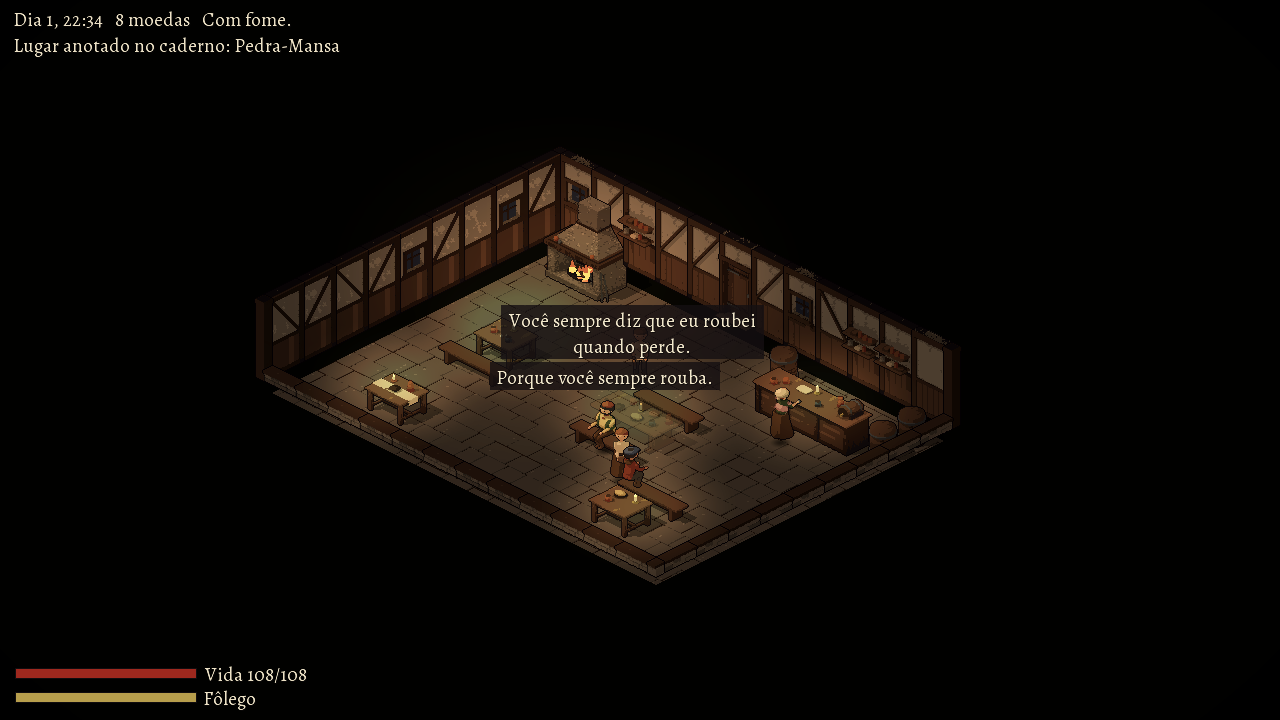 Dia 1, 22:34 8 moedas Com fome.
Lugar anotado no caderno: Pedra-Mansa
Você sempre diz que eu roubei
quando perde.
Porque você sempre rouba.
Vida 108/108
Fôlego